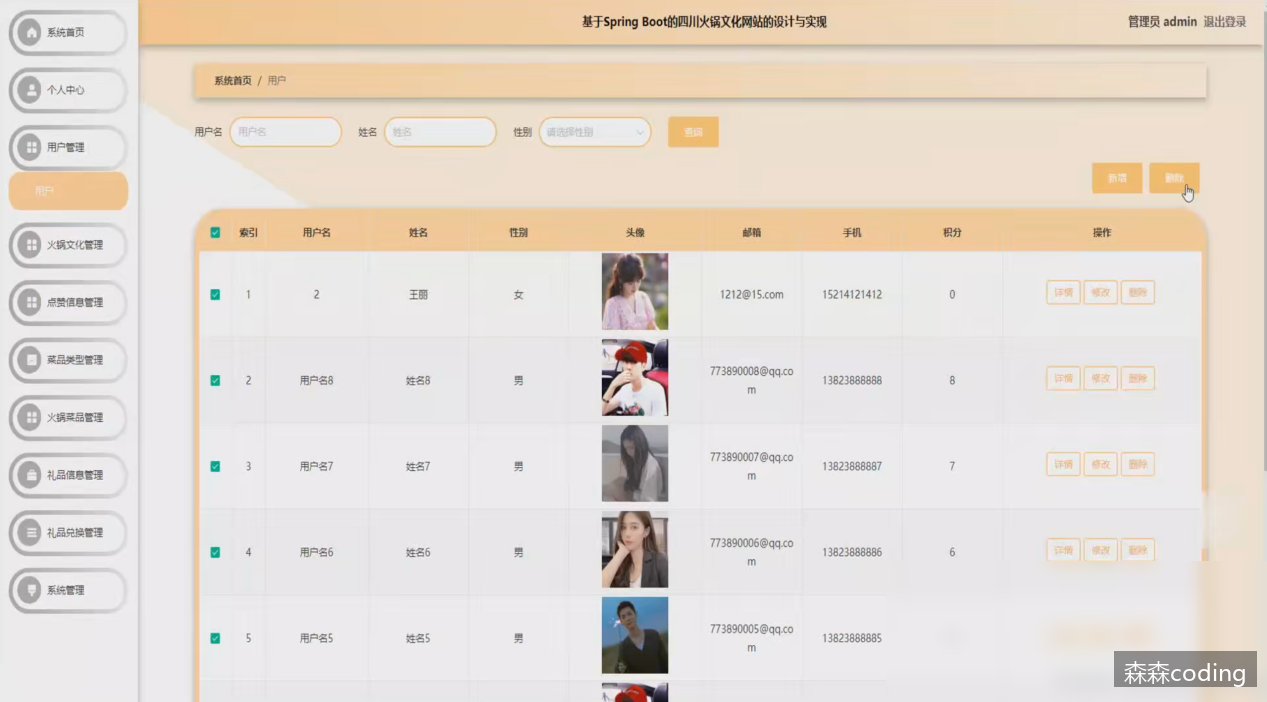 基于Spring Boot的四川火锅文化网站的设计与实现
管理员 admin 退出登录
系统首页
个人中心
用户管理
用户
火锅文化管理
点赞信息管理
菜品类型管理
火锅菜品管理
礼品信息管理
礼品兑换管理
系统管理
系统首页 / 用户
用户名 用户名 姓名 姓名 性别 请选择性别 查询
新增 删除
索引 用户名 姓名 性别 头像 邮箱 手机 积分 操作
1 2 王丽 女 1212@15.com 15214121412 0 详情 修改 删除
2 用户名8 姓名8 男 773890008@qq.co 13823888888 8 详情 修改 删除
m
3 用户名7 姓名7 男 773890007@qq.co 13823888887 7 详情 修改 删除
m
4 用户名6 姓名6 男 773890006@qq.co 13823888886 6 详情 修改 删除
m
5 用户名5 姓名5 男 773890005@qq.co 13823888885
m
森森coding